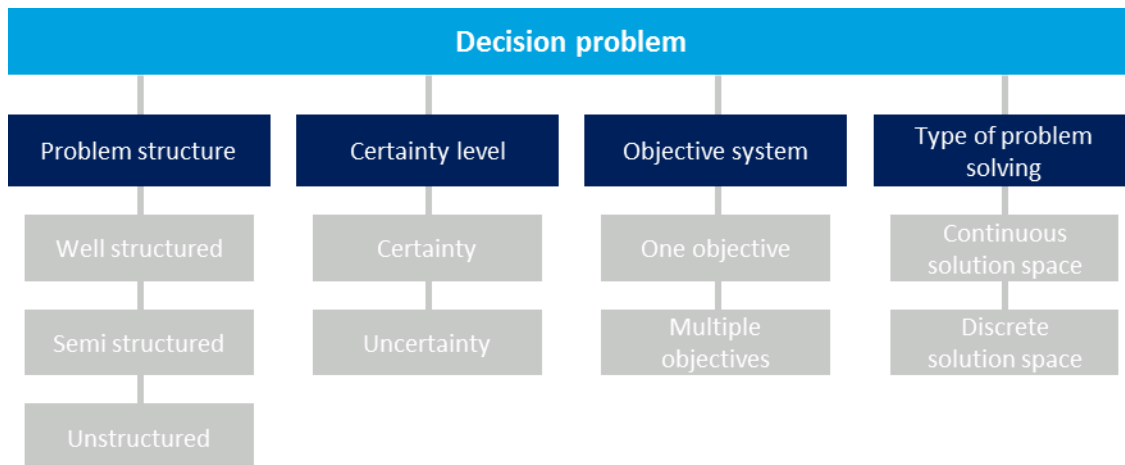 Decision problem
Problem structure
Certainty level
Objective system
Type of problem
solving
Well structured
Certainty
One objective
Continuous
solution space
Semi structured
Uncertainty
Multiple
objectives
Discrete
solution space
Unstructured